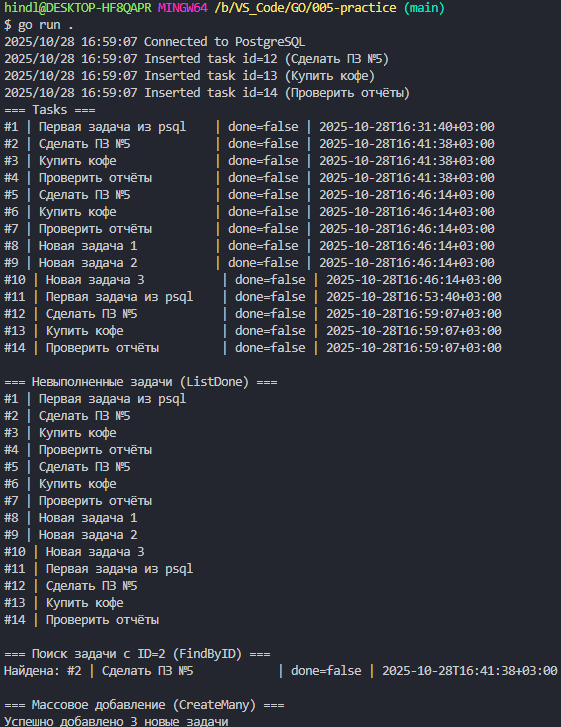 hindl@DESKTOP-HF8QAPR MINGW64 /b/VS_Code/GO/005-practice (main)
$ go run .
2025/10/28 16:59:07 Connected to PostgreSQL
2025/10/28 16:59:07 Inserted task id=12 (Сделать ПЗ №5)
2025/10/28 16:59:07 Inserted task id=13 (Купить кофе)
2025/10/28 16:59:07 Inserted task id=14 (Проверить отчёты)
=== Tasks ===
#1 | Первая задача из psql    | done=false | 2025-10-28T16:31:40+03:00
#2 | Сделать ПЗ №5            | done=false | 2025-10-28T16:41:38+03:00
#3 | Купить кофе              | done=false | 2025-10-28T16:41:38+03:00
#4 | Проверить отчёты         | done=false | 2025-10-28T16:41:38+03:00
#5 | Сделать ПЗ №5            | done=false | 2025-10-28T16:46:14+03:00
#6 | Купить кофе              | done=false | 2025-10-28T16:46:14+03:00
#7 | Проверить отчёты         | done=false | 2025-10-28T16:46:14+03:00
#8 | Новая задача 1           | done=false | 2025-10-28T16:46:14+03:00
#9 | Новая задача 2           | done=false | 2025-10-28T16:46:14+03:00
#10 | Новая задача 3           | done=false | 2025-10-28T16:46:14+03:00
#11 | Первая задача из psql    | done=false | 2025-10-28T16:53:40+03:00
#12 | Сделать ПЗ №5            | done=false | 2025-10-28T16:59:07+03:00
#13 | Купить кофе              | done=false | 2025-10-28T16:59:07+03:00
#14 | Проверить отчёты         | done=false | 2025-10-28T16:59:07+03:00

=== Невыполненные задачи (ListDone) ===
#1 | Первая задача из psql
#2 | Сделать ПЗ №5
#3 | Купить кофе
#4 | Проверить отчёты
#5 | Сделать ПЗ №5
#6 | Купить кофе
#7 | Проверить отчёты
#8 | Новая задача 1
#9 | Новая задача 2
#10 | Новая задача 3
#11 | Первая задача из psql
#12 | Сделать ПЗ №5
#13 | Купить кофе
#14 | Проверить отчёты

=== Поиск задачи с ID=2 (FindByID) ===
Найдена: #2 | Сделать ПЗ №5            | done=false | 2025-10-28T16:41:38+03:00

=== Массовое добавление (CreateMany) ===
Успешно добавлено 3 новые задачи